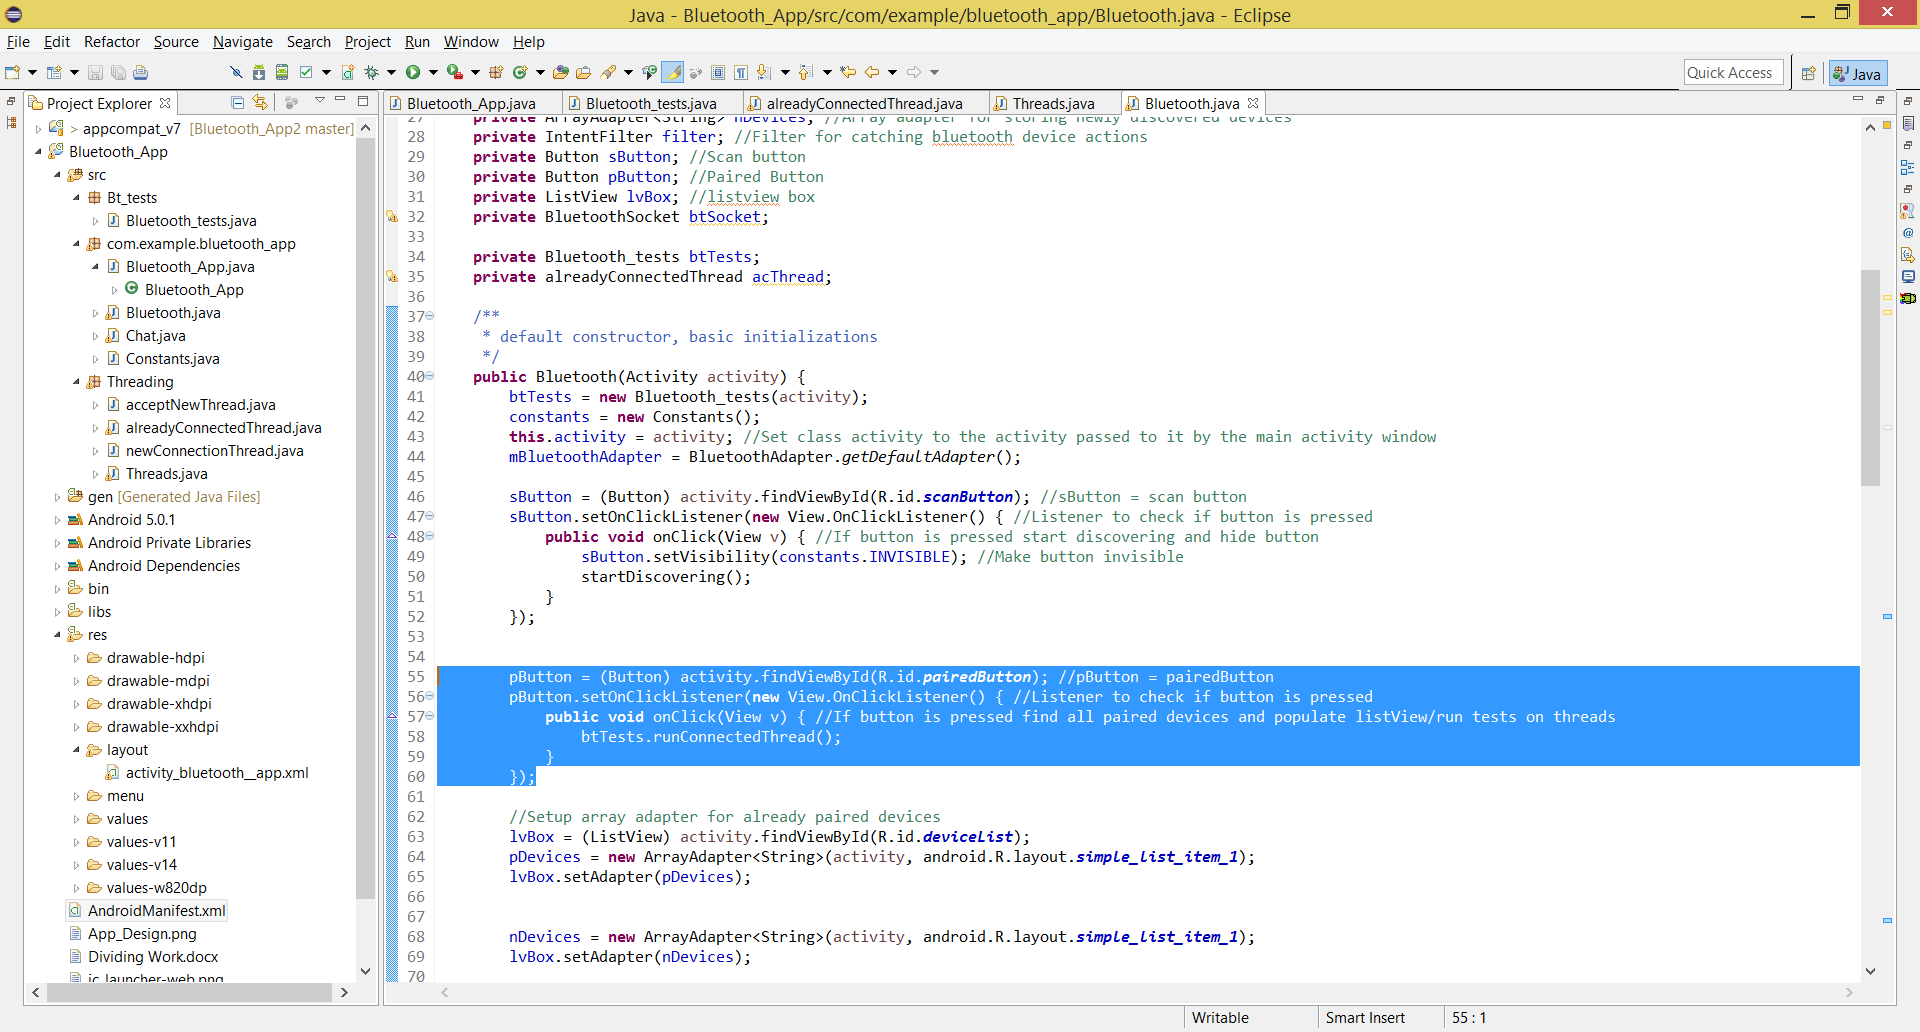 Java - Bluetooth_App/src/com/example/bluetooth_app/Bluetooth.java - Eclipse
File Edit Refactor Source Navigate Search Project Run Window Help
Quick Access
Java
Project Explorer
> appcompat_v7 [Bluetooth_App2 master]
Bluetooth_App
src
Bt_tests
Bluetooth_tests.java
com.example.bluetooth_app
Bluetooth_App.java
Bluetooth_App
Bluetooth.java
Chat.java
Constants.java
Threading
acceptNewThread.java
alreadyConnectedThread.java
newConnectionThread.java
Threads.java
gen [Generated Java Files]
Android 5.0.1
Android Private Libraries
Android Dependencies
bin
libs
res
drawable-hdpi
drawable-mdpi
drawable-xhdpi
drawable-xxhdpi
layout
activity_bluetooth__app.xml
menu
values
values-v11
values-v14
values-w820dp
AndroidManifest.xml
App_Design.png
Dividing Work.docx
ic_launcher-web.png
Bluetooth_App.java Bluetooth_tests.java alreadyConnectedThread.java Threads.java Bluetooth.java
27 private ArrayAdapter<String> nDevices; //Array adapter for storing newly discovered devices
28 private IntentFilter filter; //Filter for catching bluetooth device actions
29 private Button sButton; //Scan button
30 private Button pButton; //Paired Button
31 private ListView lvBox; //listview box
32 private BluetoothSocket btSocket;
33
34 private Bluetooth_tests btTests;
35 private alreadyConnectedThread acThread;
36
37 /**
38 * default constructor, basic initializations
39 */
40 public Bluetooth(Activity activity) {
41 btTests = new Bluetooth_tests(activity);
42 constants = new Constants();
43 this.activity = activity; //Set class activity to the activity passed to it by the main activity window
44 mBluetoothAdapter = BluetoothAdapter.getDefaultAdapter();
45
46 sButton = (Button) activity.findViewById(R.id.scanButton); //sButton = scan button
47 sButton.setOnClickListener(new View.OnClickListener() { //Listener to check if button is pressed
48 public void onClick(View v) { //If button is pressed start discovering and hide button
49 sButton.setVisibility(constants.INVISIBLE); //Make button invisible
50 startDiscovering();
51 }
52 });
53
54
55 pButton = (Button) activity.findViewById(R.id.pairedButton); //pButton = pairedButton
56 pButton.setOnClickListener(new View.OnClickListener() { //Listener to check if button is pressed
57 public void onClick(View v) { //If button is pressed find all paired devices and populate listView/run tests on threads
58 btTests.runConnectedThread();
59 }
60 });
61
62 //Setup array adapter for already paired devices
63 lvBox = (ListView) activity.findViewById(R.id.deviceList);
64 pDevices = new ArrayAdapter<String>(activity, android.R.layout.simple_list_item_1);
65 lvBox.setAdapter(pDevices);
66
67
68 nDevices = new ArrayAdapter<String>(activity, android.R.layout.simple_list_item_1);
69 lvBox.setAdapter(nDevices);
70
Writable Smart Insert 55 : 1